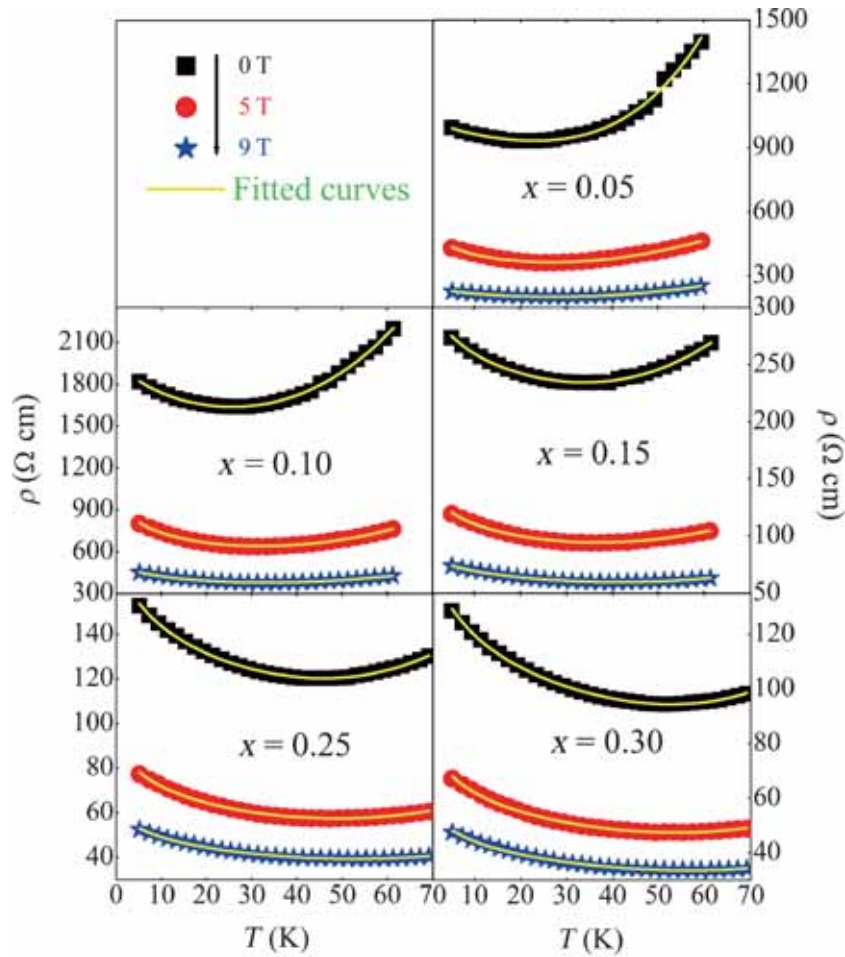 0 T
5 T
9 T
Fitted curves
1500
1200
900
600
300
x = 0.05
2100
1800
1500
1200
900
600
300
ρ (Ω cm)
x = 0.10
300
250
200
150
100
50
ρ (Ω cm)
x = 0.15
140
120
100
80
60
40
x = 0.25
120
100
80
60
40
x = 0.30
0 10 20 30 40 50 60 70
10 20 30 40 50 60 70
T (K)
T (K)